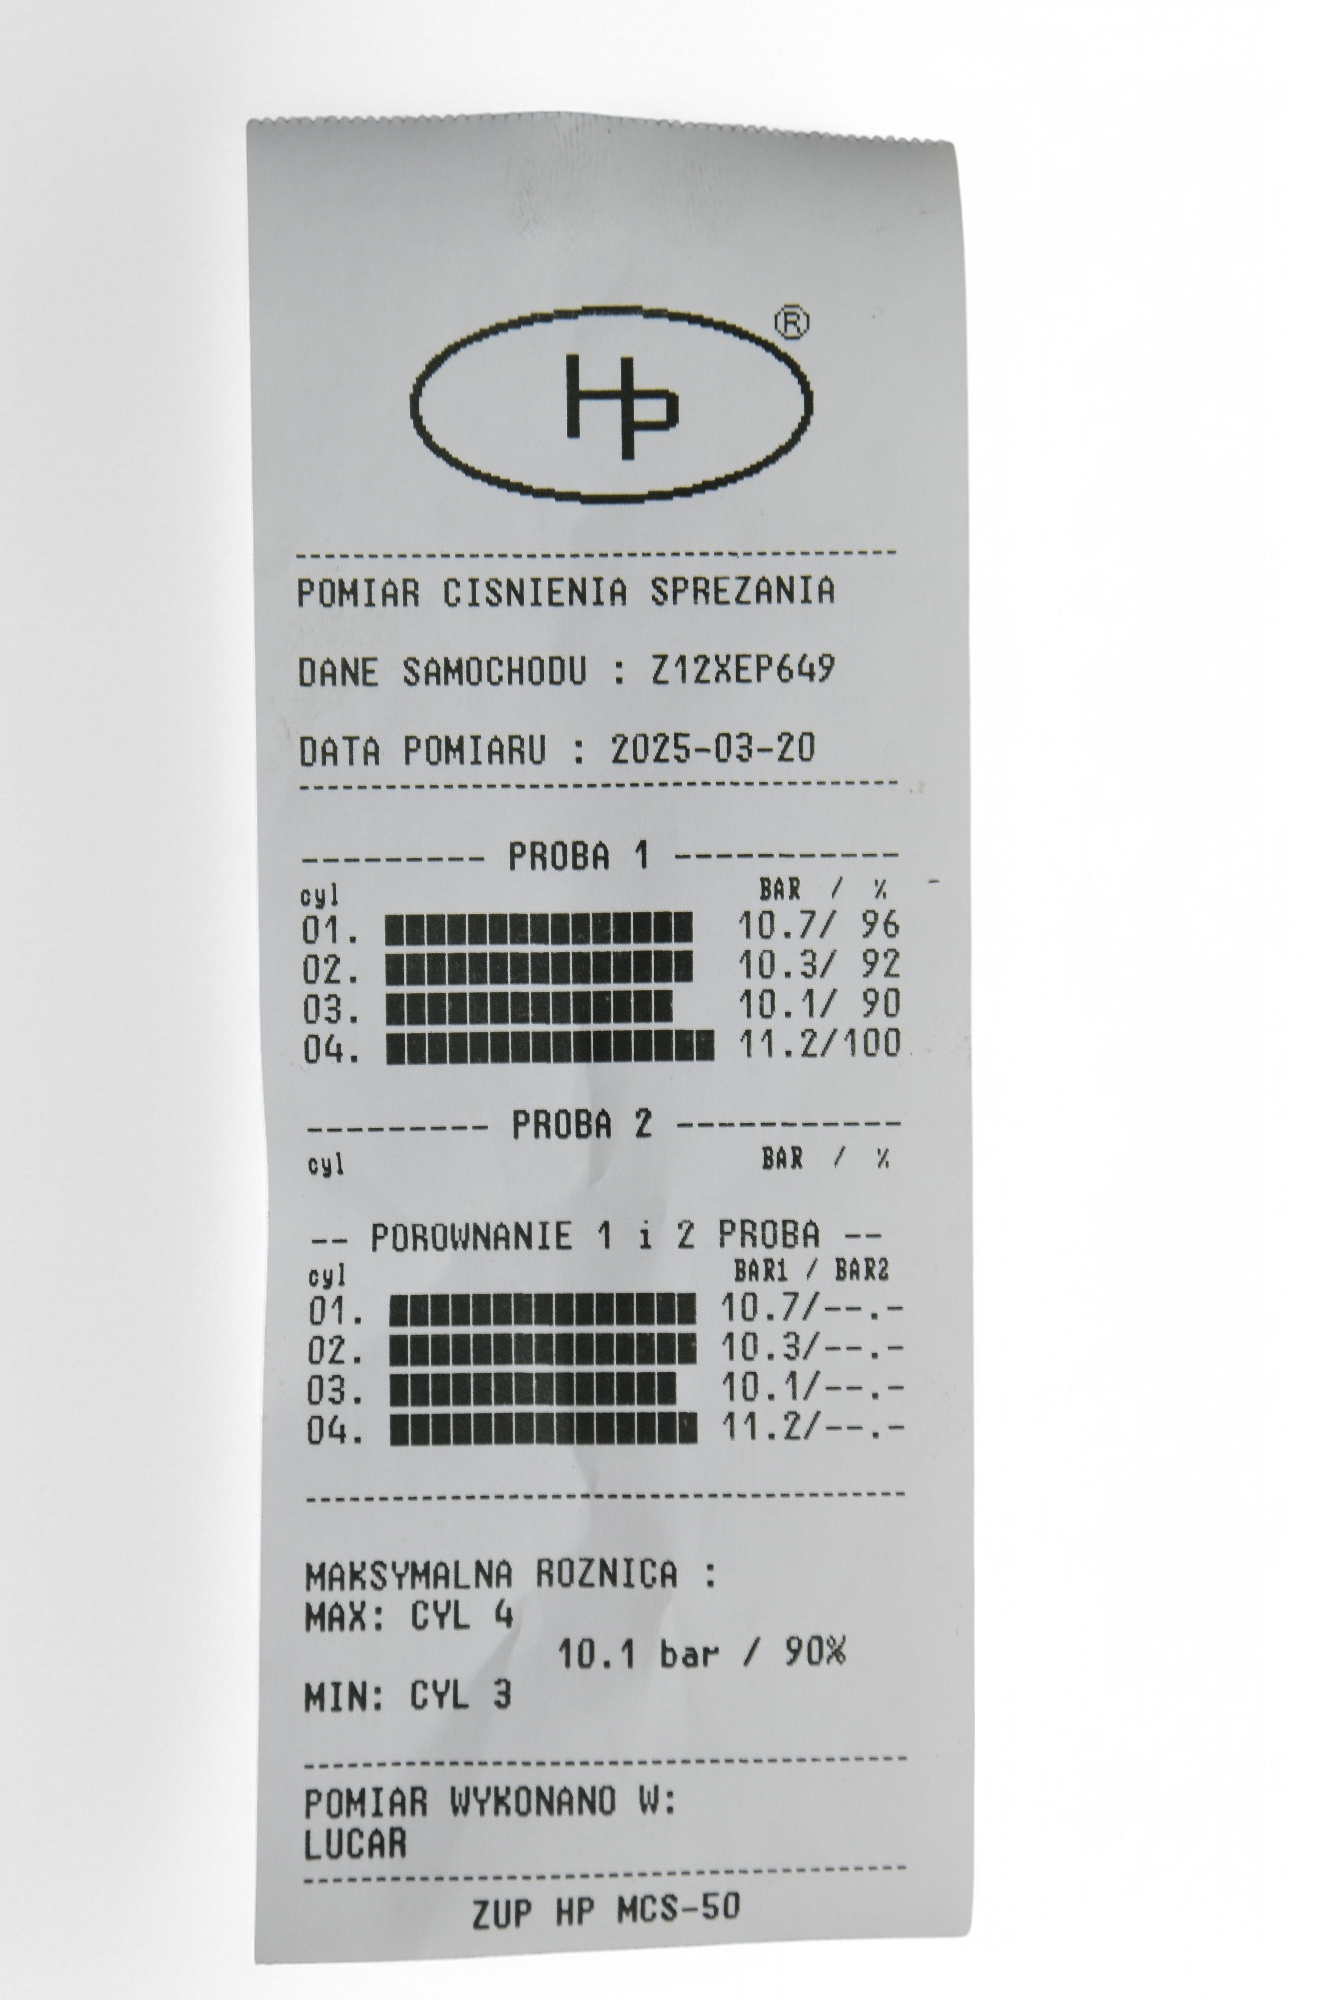 Hp ®
POMIAR CISNIENIA SPREZANIA
DANE SAMOCHODU : Z12XEP649
DATA POMIARU : 2025-03-20
--------- PROBA 1 -----------
cyl BAR / %
01. 10.7/ 96
02. 10.3/ 92
03. 10.1/ 90
04. 11.2/100
--------- PROBA 2 -----------
cyl BAR / %
-- POROWNANIE 1 i 2 PROBA --
cyl BAR1 / BAR2
01. 10.7/--.-
02. 10.3/--.-
03. 10.1/--.-
04. 11.2/--.-
MAKSYMALNA ROZNICA :
MAX: CYL 4
10.1 bar / 90%
MIN: CYL 3
POMIAR WYKONANO W:
LUCAR
ZUP HP MCS-50